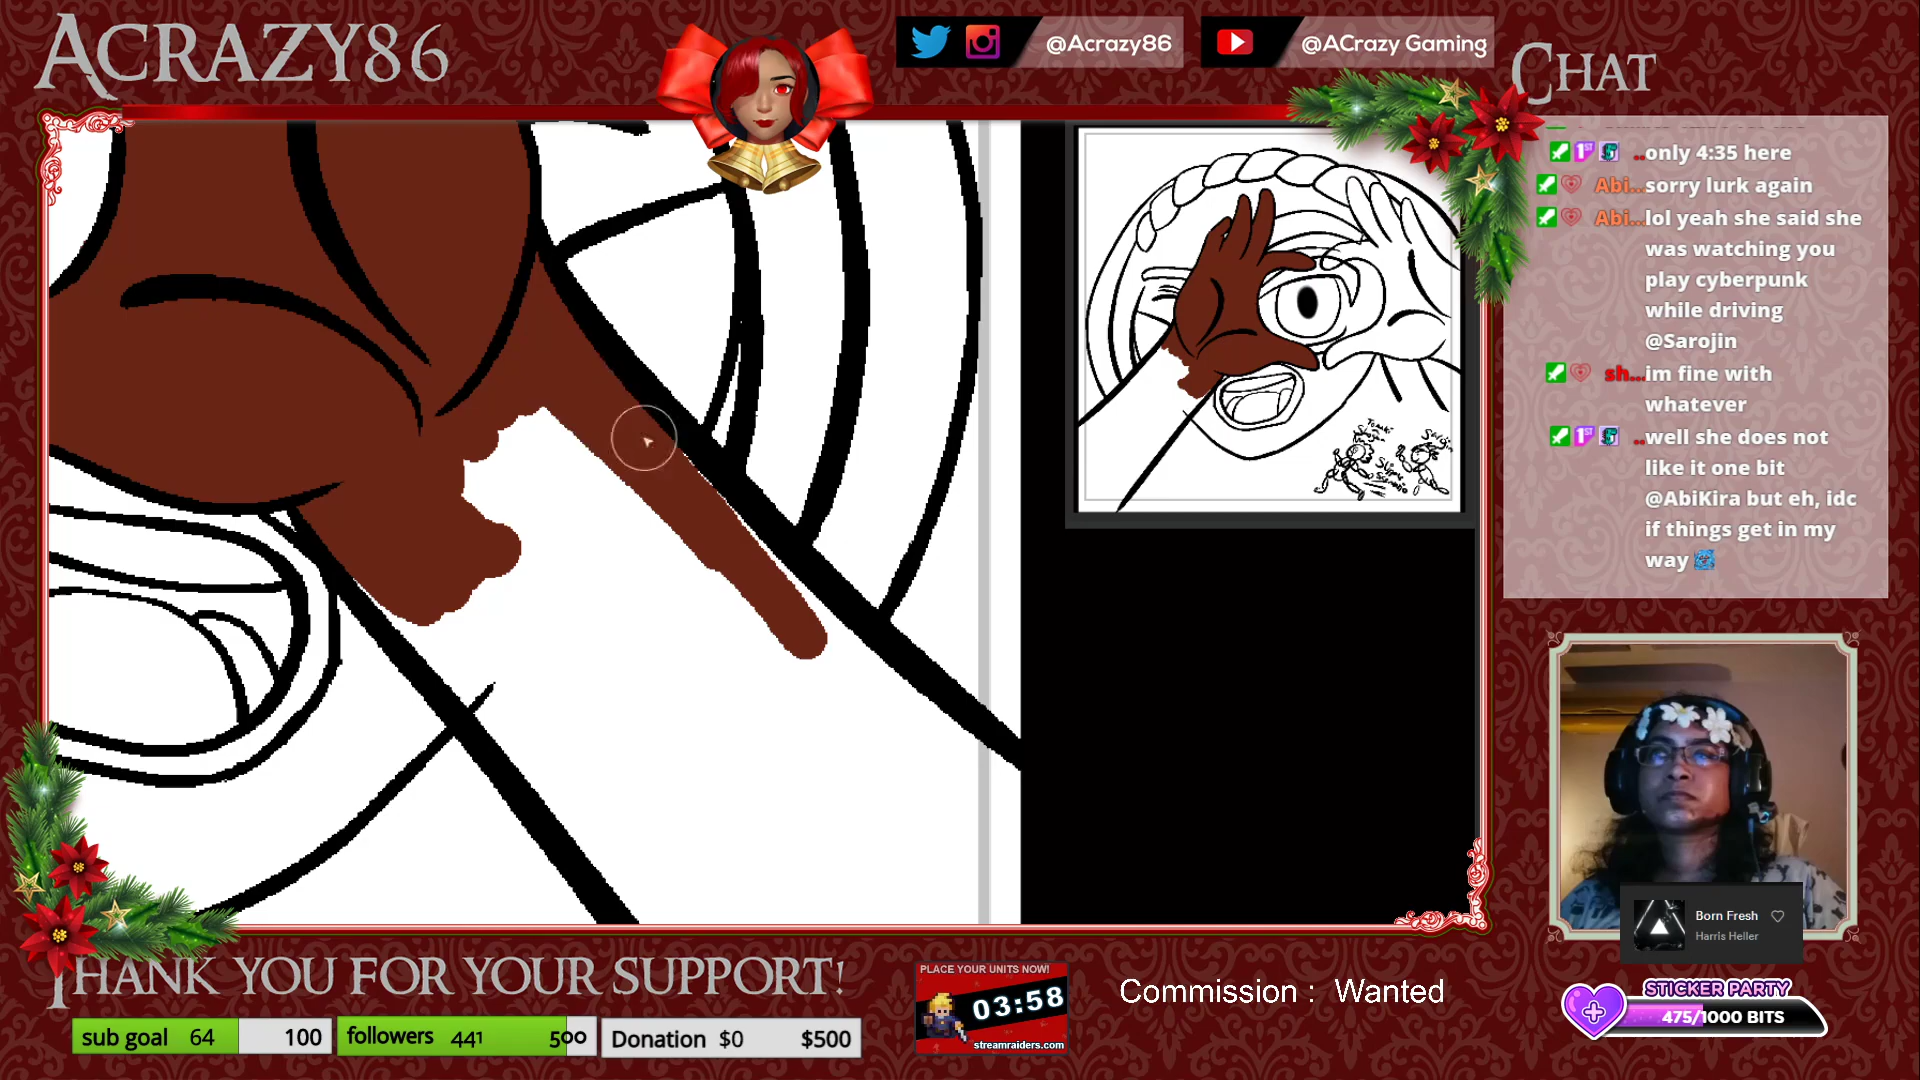 ACRAZY86
@Acrazy86
@ACrazy Gaming
CHAT
..only 4:35 here
Abi...sorry lurk again
Abi...lol yeah she said she
was watching you
play cyberpunk
while driving
@Sarojin
sh...im fine with
whatever
..well she does not
like it one bit
@AbiKira but eh, idc
if things get in my
way
Born Fresh
Harris Heller
THANK YOU FOR YOUR SUPPORT!
sub goal 64 100
followers 441 500
Donation $0 $500
PLACE YOUR UNITS NOW!
03:58
streamraiders.com
Commission : Wanted
STICKER PARTY
475/1000 BITS